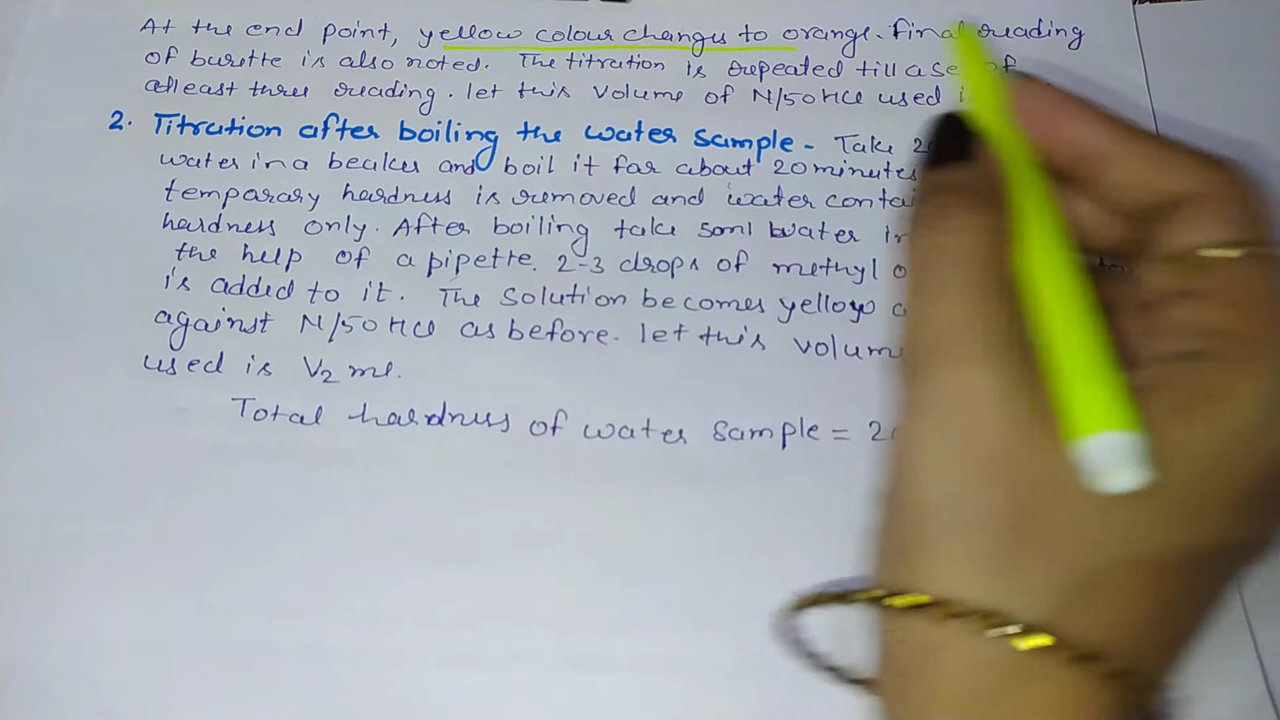 At the end point, yellow colour changes to orange. Final reading
of burette is also noted. The titration is repeated till a set of
atleast three reading. let this volume of N/50 HCl used
2. Titration after boiling the water sample - Take
water in a beaker and boil it for about 20 minutes
temparary hardness is removed and water
hardness only. After boiling take 50ml water
the help of a pipette. 2-3 drops of methyl
is added to it. The solution becomes yellow
against N/50 HCl as before. let this
used is V2 ml.
Total hardness of water sample =